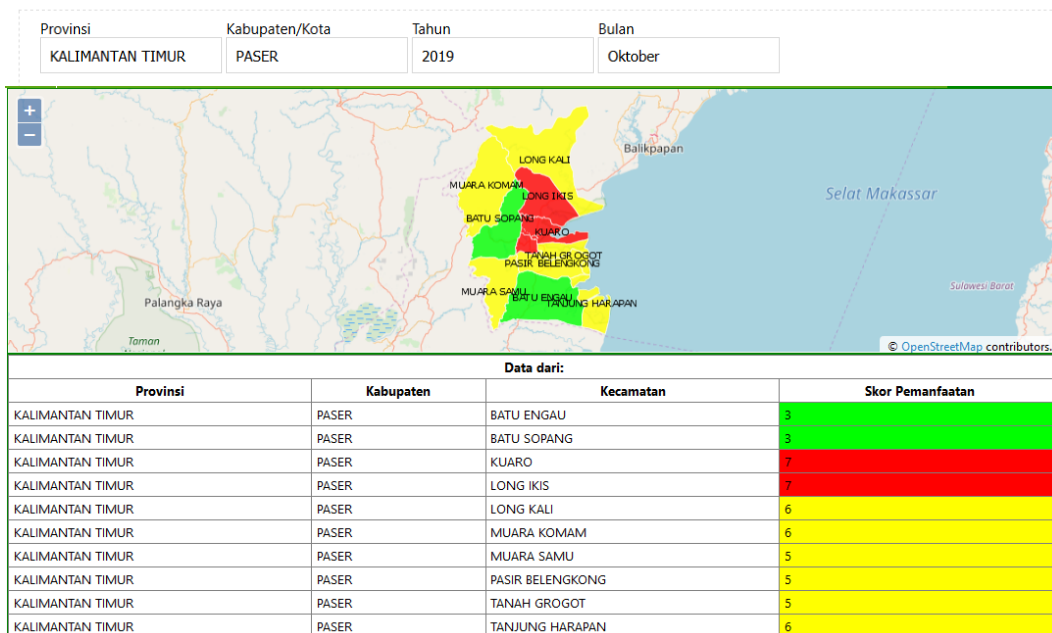 Provinsi Kabupaten/Kota Tahun Bulan
KALIMANTAN TIMUR PASER 2019 Oktober
+
−
Balikpapan
LONG KALI
MUARA KOMAM
LONG IKIS
Selat Makassar
BATU SOPANG
KUARO
TANAH GROGOT
PASIR BELENGKONG
Sulawesi Barat
MUARA SAMU
BATU ENGAU
TANJUNG HARAPAN
Palangka Raya
Taman
© OpenStreetMap contributors.
Data dari:
Provinsi Kabupaten Kecamatan Skor Pemanfaatan
KALIMANTAN TIMUR PASER BATU ENGAU 3
KALIMANTAN TIMUR PASER BATU SOPANG 3
KALIMANTAN TIMUR PASER KUARO 7
KALIMANTAN TIMUR PASER LONG IKIS 7
KALIMANTAN TIMUR PASER LONG KALI 6
KALIMANTAN TIMUR PASER MUARA KOMAM 6
KALIMANTAN TIMUR PASER MUARA SAMU 5
KALIMANTAN TIMUR PASER PASIR BELENGKONG 5
KALIMANTAN TIMUR PASER TANAH GROGOT 5
KALIMANTAN TIMUR PASER TANJUNG HARAPAN 6